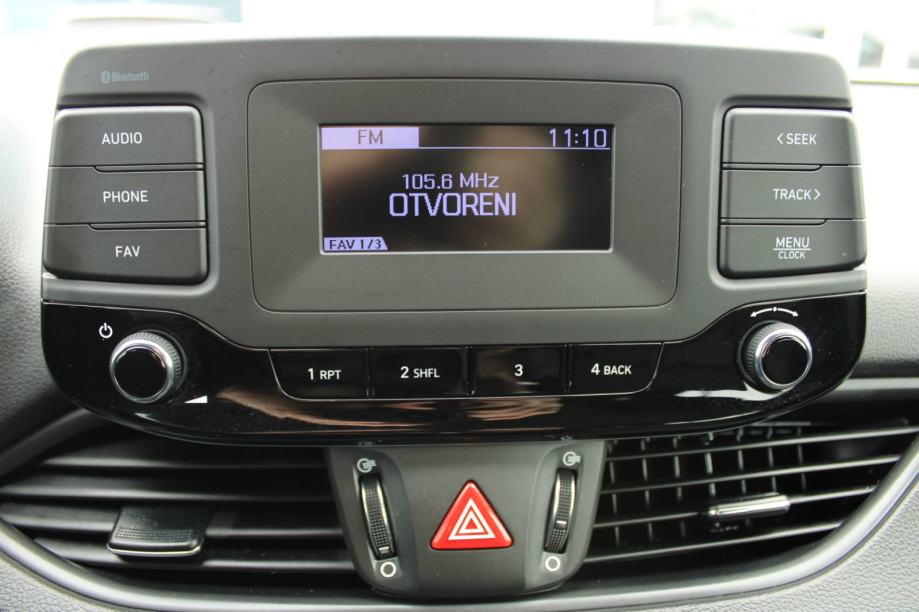 Bluetooth
AUDIO
PHONE
FAV
FM 11:10
105.6 MHz
OTVORENI
FAV 1/3
<SEEK
TRACK>
MENU
CLOCK
1 RPT
2 SHFL
3
4 BACK